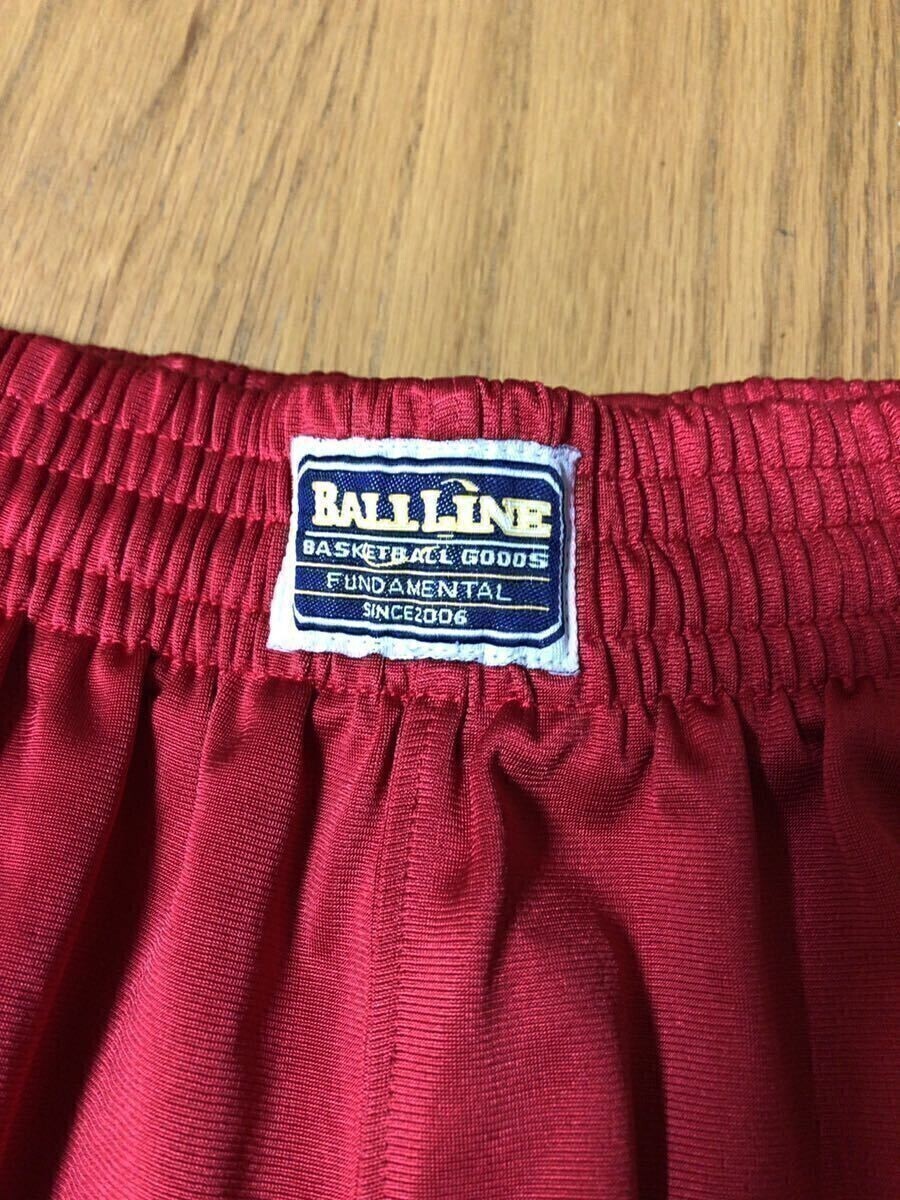 BALLLINE
BASKETBALL GOODS
FUNDAMENTAL
SINCE2006